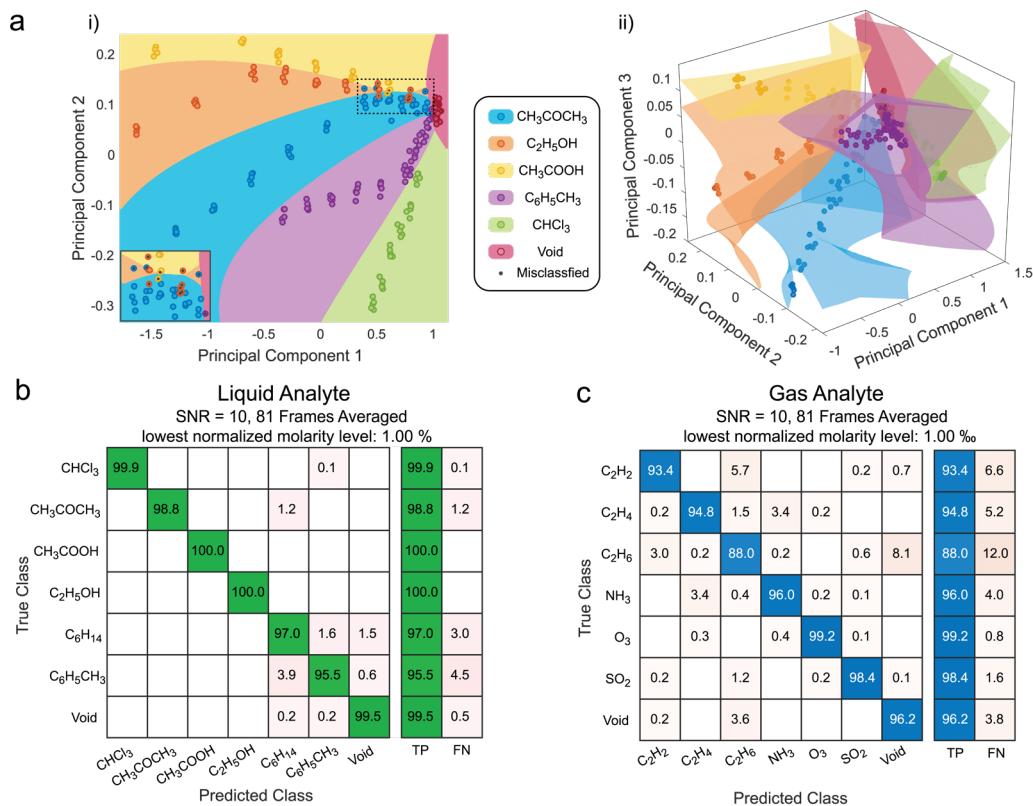 a
i)
0.2
0.1
0
-0.1
-0.2
-0.3
Principal Component 2
-1.5
-1
-0.5
0
0.5
1
Principal Component 1
CH₃COCH₃
C₂H₅OH
CH₃COOH
C₆H₅CH₃
CHCl₃
Void
Misclassfied
ii)
0.1
0.05
0
-0.05
-0.1
-0.15
-0.2
Principal Component 3
0.2
0.1
0
-0.1
-0.2
Principal Component 2
-1
-0.5
0
0.5
1
1.5
Principal Component 1
b
Liquid Analyte
SNR = 10, 81 Frames Averaged
lowest normalized molarity level: 1.00 %
True Class
CHCl₃ 99.9 0.1 99.9 0.1
CH₃COCH₃ 98.8 1.2 98.8 1.2
CH₃COOH 100.0 100.0
C₂H₅OH 100.0 100.0
C₆H₁₄ 97.0 1.6 1.5 97.0 3.0
C₆H₅CH₃ 3.9 95.5 0.6 95.5 4.5
Void 0.2 0.2 99.5 99.5 0.5
CHCl₃ CH₃COCH₃ CH₃COOH C₂H₅OH C₆H₁₄ C₆H₅CH₃ Void TP FN
Predicted Class
c
Gas Analyte
SNR = 10, 81 Frames Averaged
lowest normalized molarity level: 1.00 ‰
True Class
C₂H₂ 93.4 5.7 0.2 0.7 93.4 6.6
C₂H₄ 0.2 94.8 1.5 3.4 0.2 94.8 5.2
C₂H₆ 3.0 0.2 88.0 0.2 0.6 8.1 88.0 12.0
NH₃ 3.4 0.4 96.0 0.2 0.1 96.0 4.0
O₃ 0.3 0.4 99.2 0.1 99.2 0.8
SO₂ 0.2 1.2 0.2 98.4 0.1 98.4 1.6
Void 0.2 3.6 96.2 96.2 3.8
C₂H₂ C₂H₄ C₂H₆ NH₃ O₃ SO₂ Void TP FN
Predicted Class